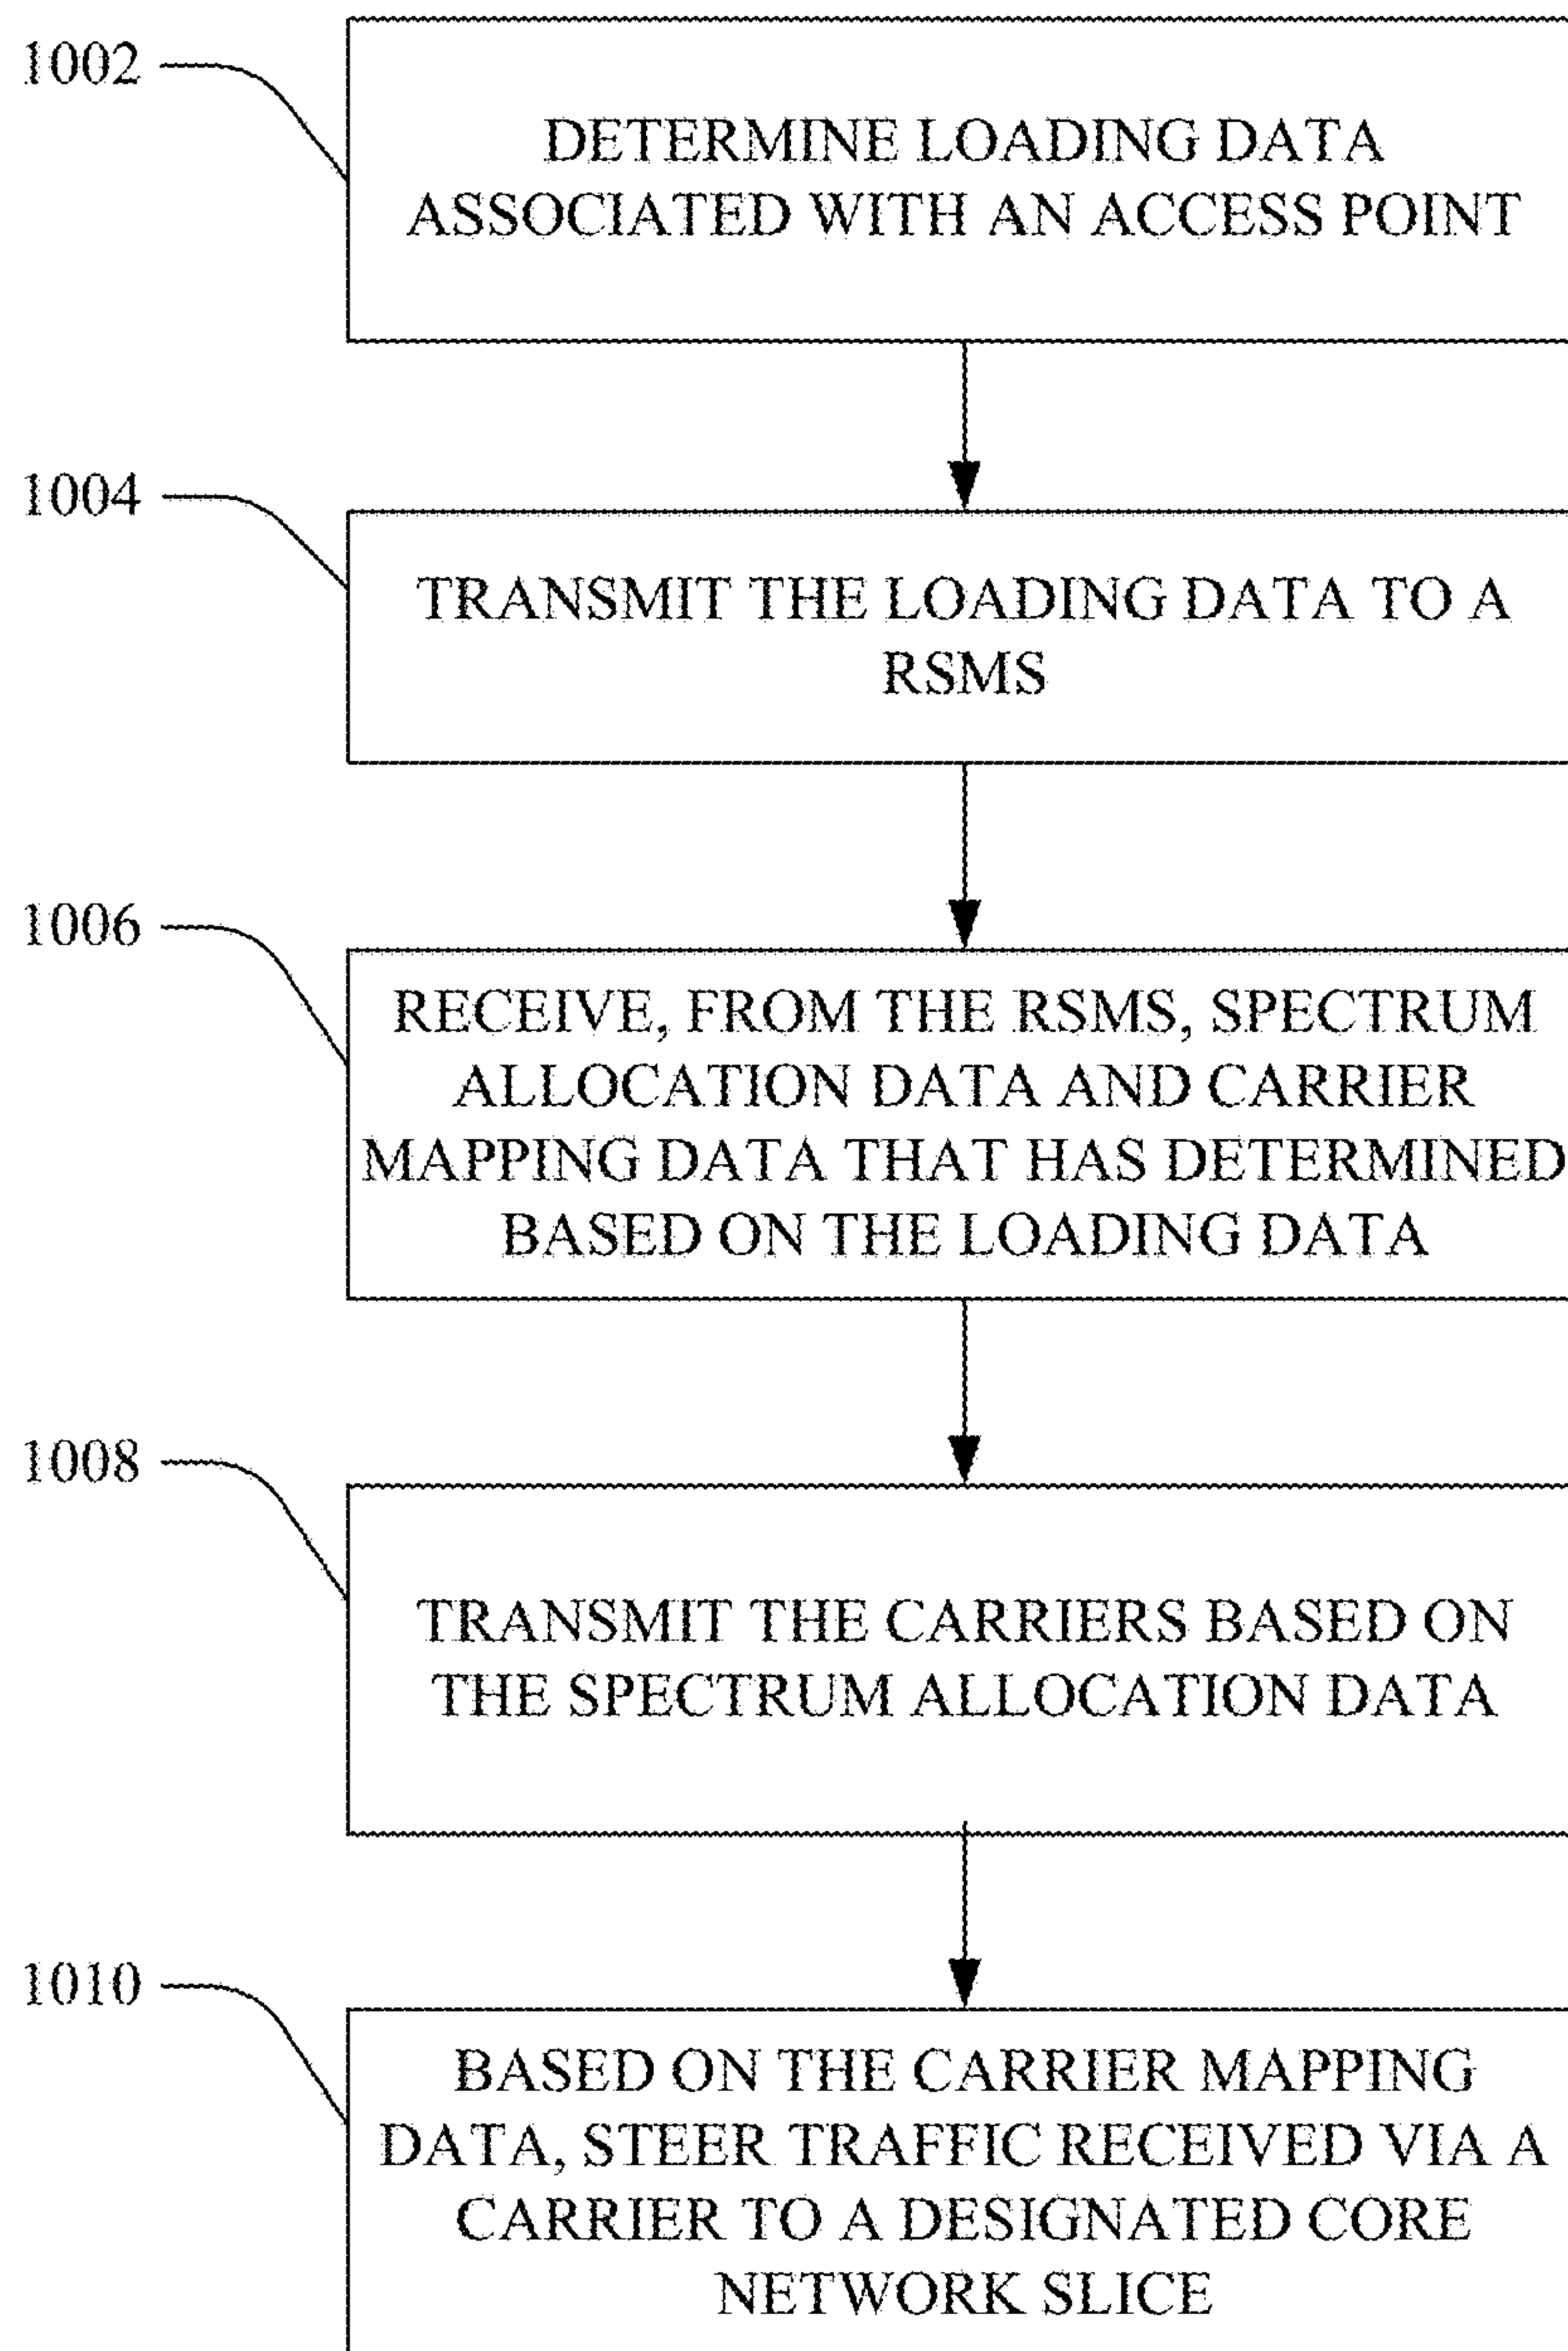 1002
DETERMINE LOADING DATA
ASSOCIATED WITH AN ACCESS POINT
1004
TRANSMIT THE LOADING DATA TO A
RSMS
1006
RECEIVE, FROM THE RSMS, SPECTRUM
ALLOCATION DATA AND CARRIER
MAPPING DATA THAT HAS DETERMINED
BASED ON THE LOADING DATA
1008
TRANSMIT THE CARRIERS BASED ON
THE SPECTRUM ALLOCATION DATA
1010
BASED ON THE CARRIER MAPPING
DATA, STEER TRAFFIC RECEIVED VIA A
CARRIER TO A DESIGNATED CORE
NETWORK SLICE